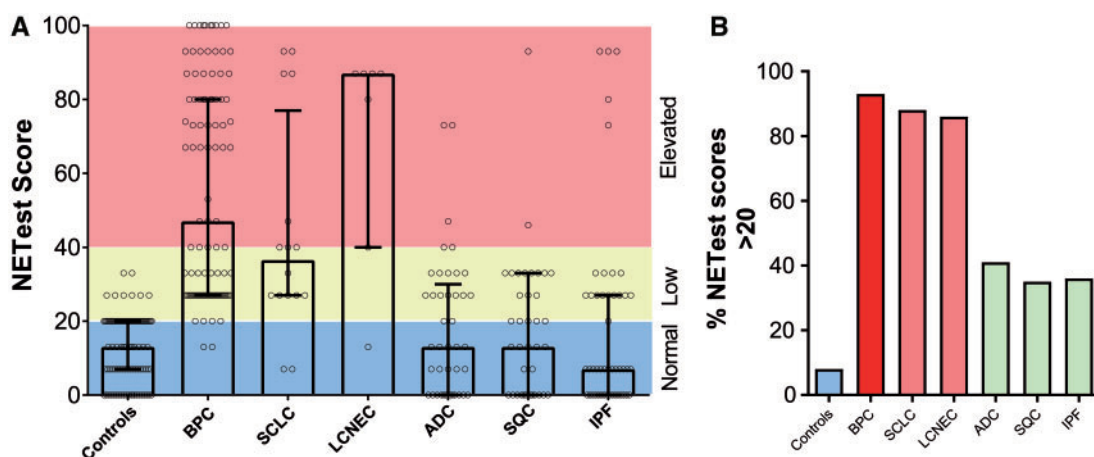 A
NETest Score
100
80
60
40
20
0
Elevated
Low
Normal
Controls
BPC
SCLC
LCNEC
ADC
SQC
IPF
B
% NETest scores
>20
100
80
60
40
20
0
Controls
BPC
SCLC
LCNEC
ADC
SQC
IPF